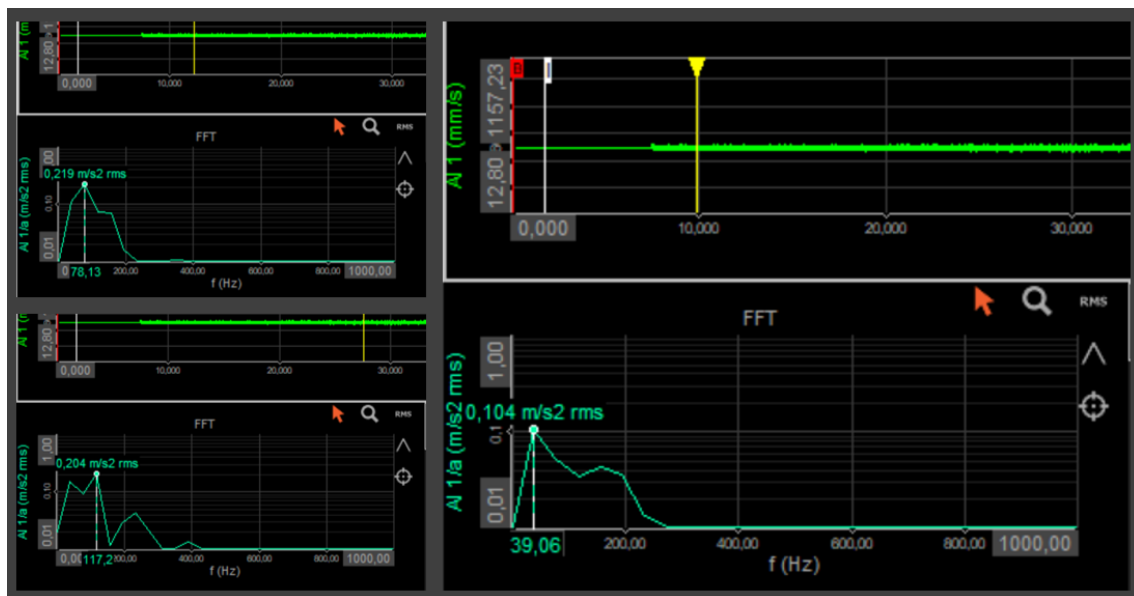 AI 1
12,80
0,000
10,000
20,000
30,000
FFT
RMS
AI 1/a (m/s2 rms)
0,219 m/s2 rms
0,10
0,01
78,13
200,00
400,00
600,00
800,00
1000,00
f (Hz)
12,80
0,000
10,000
20,000
30,000
FFT
RMS
AI 1/a (m/s2 rms)
1,00
0,204 m/s2 rms
0,10
0,01
117,2
400,00
600,00
800,00
1000,00
f (Hz)
AI 1 (mm/s)
12,80
1157,23
0,000
10,000
20,000
30,000
FFT
RMS
AI 1/a (m/s2 rms)
1,00
0,104 m/s2 rms
0,1
0,01
39,06
200,00
400,00
600,00
800,00
1000,00
f (Hz)